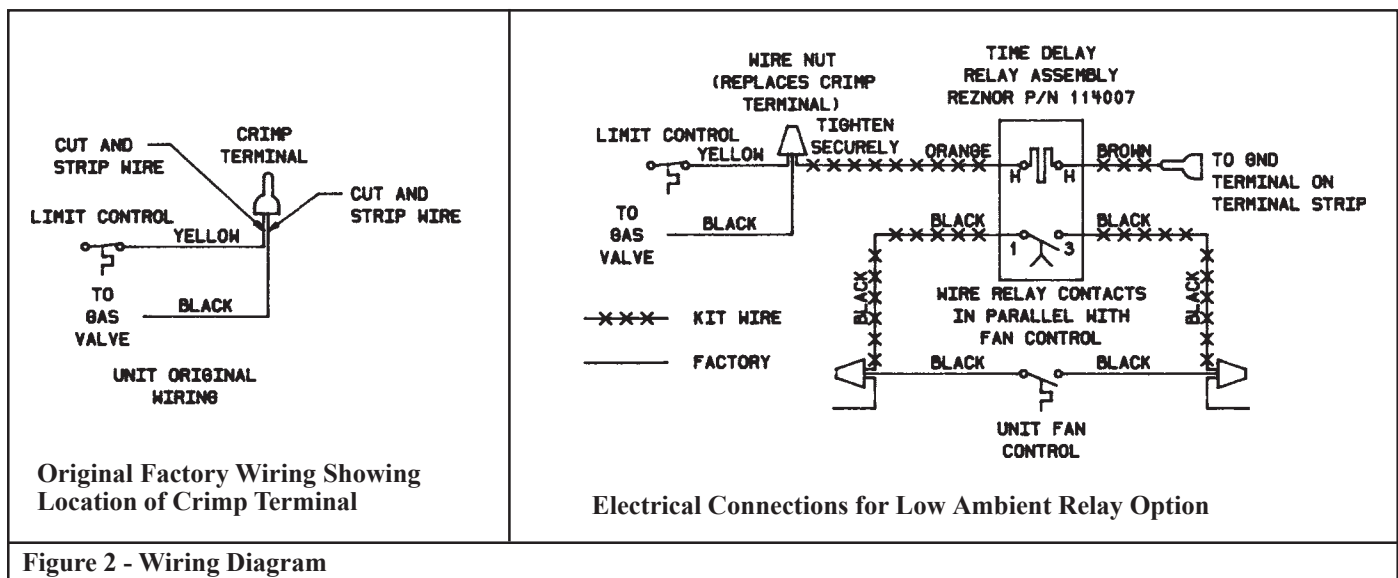 CUT AND
STRIP WIRE
CRIMP
TERMINAL
CUT AND
STRIP WIRE
LIMIT CONTROL
YELLOW
TO
GAS
VALVE
BLACK
UNIT ORIGINAL
WIRING
Original Factory Wiring Showing
Location of Crimp Terminal
WIRE NUT
(REPLACES CRIMP
TERMINAL)
TIGHTEN
SECURELY
TIME DELAY
RELAY ASSEMBLY
REZNOR P/N 114007
LIMIT CONTROL
YELLOW
ORANGE
H
H
BROWN
TO GND
TERMINAL ON
TERMINAL STRIP
TO
GAS
VALVE
BLACK
BLACK
1
3
BLACK
BLACK
BLACK
WIRE RELAY CONTACTS
IN PARALLEL WITH
FAN CONTROL
KIT WIRE
FACTORY
BLACK
BLACK
UNIT FAN
CONTROL
Electrical Connections for Low Ambient Relay Option
Figure 2 - Wiring Diagram